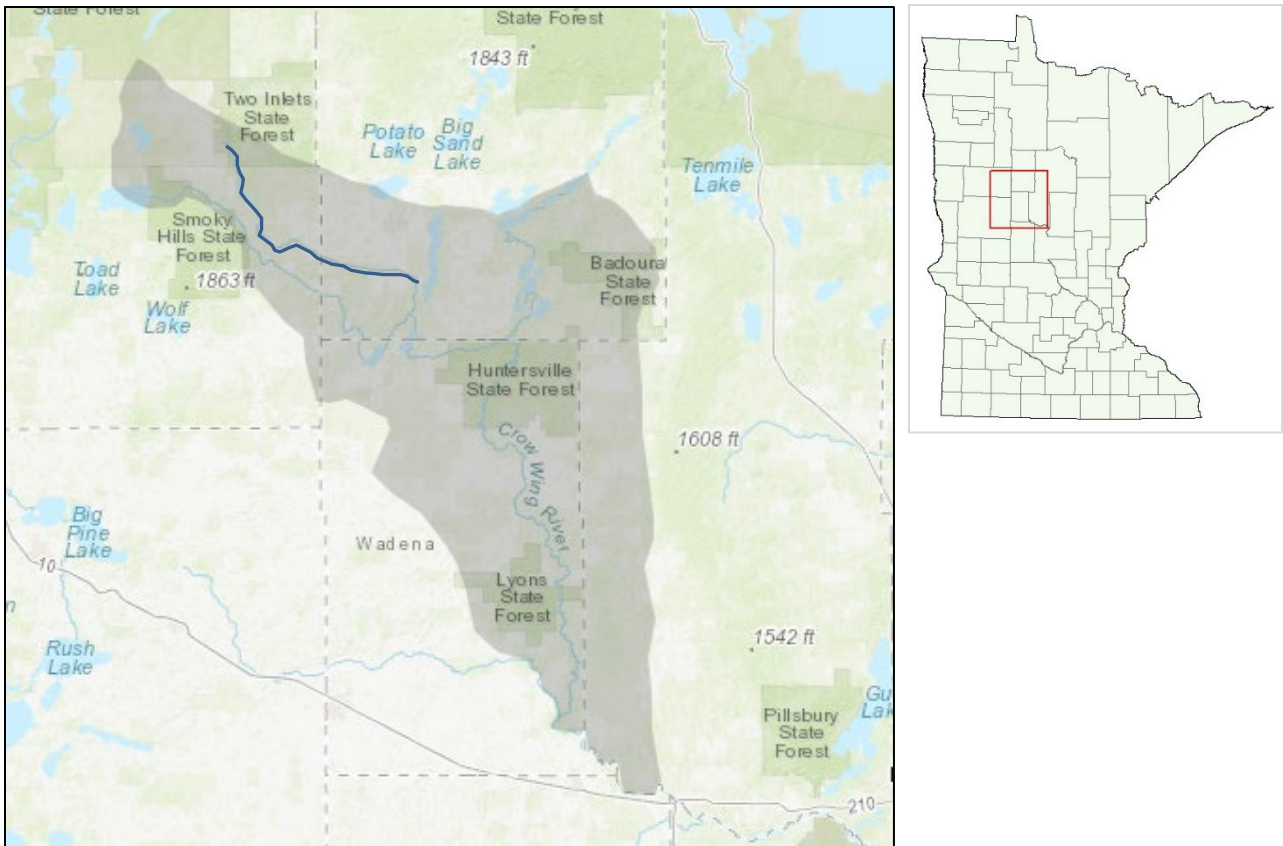 State Forest
State Forest
1843 ft
Two Inlets
State
Forest
Potato
Lake
Big
Sand
Lake
Tenmile
Lake
Smoky
Hills State
Forest
Toad
Lake
1863 ft
Wolf
Lake
Badoura
State
Forest
Huntersville
State Forest
Crow Wing
River
1608 ft
Big
Pine
Lake
10
Wadena
Lyons
State
Forest
n
Rush
Lake
1542 ft
Gu
Lak
Pillsbury
State
Forest
210